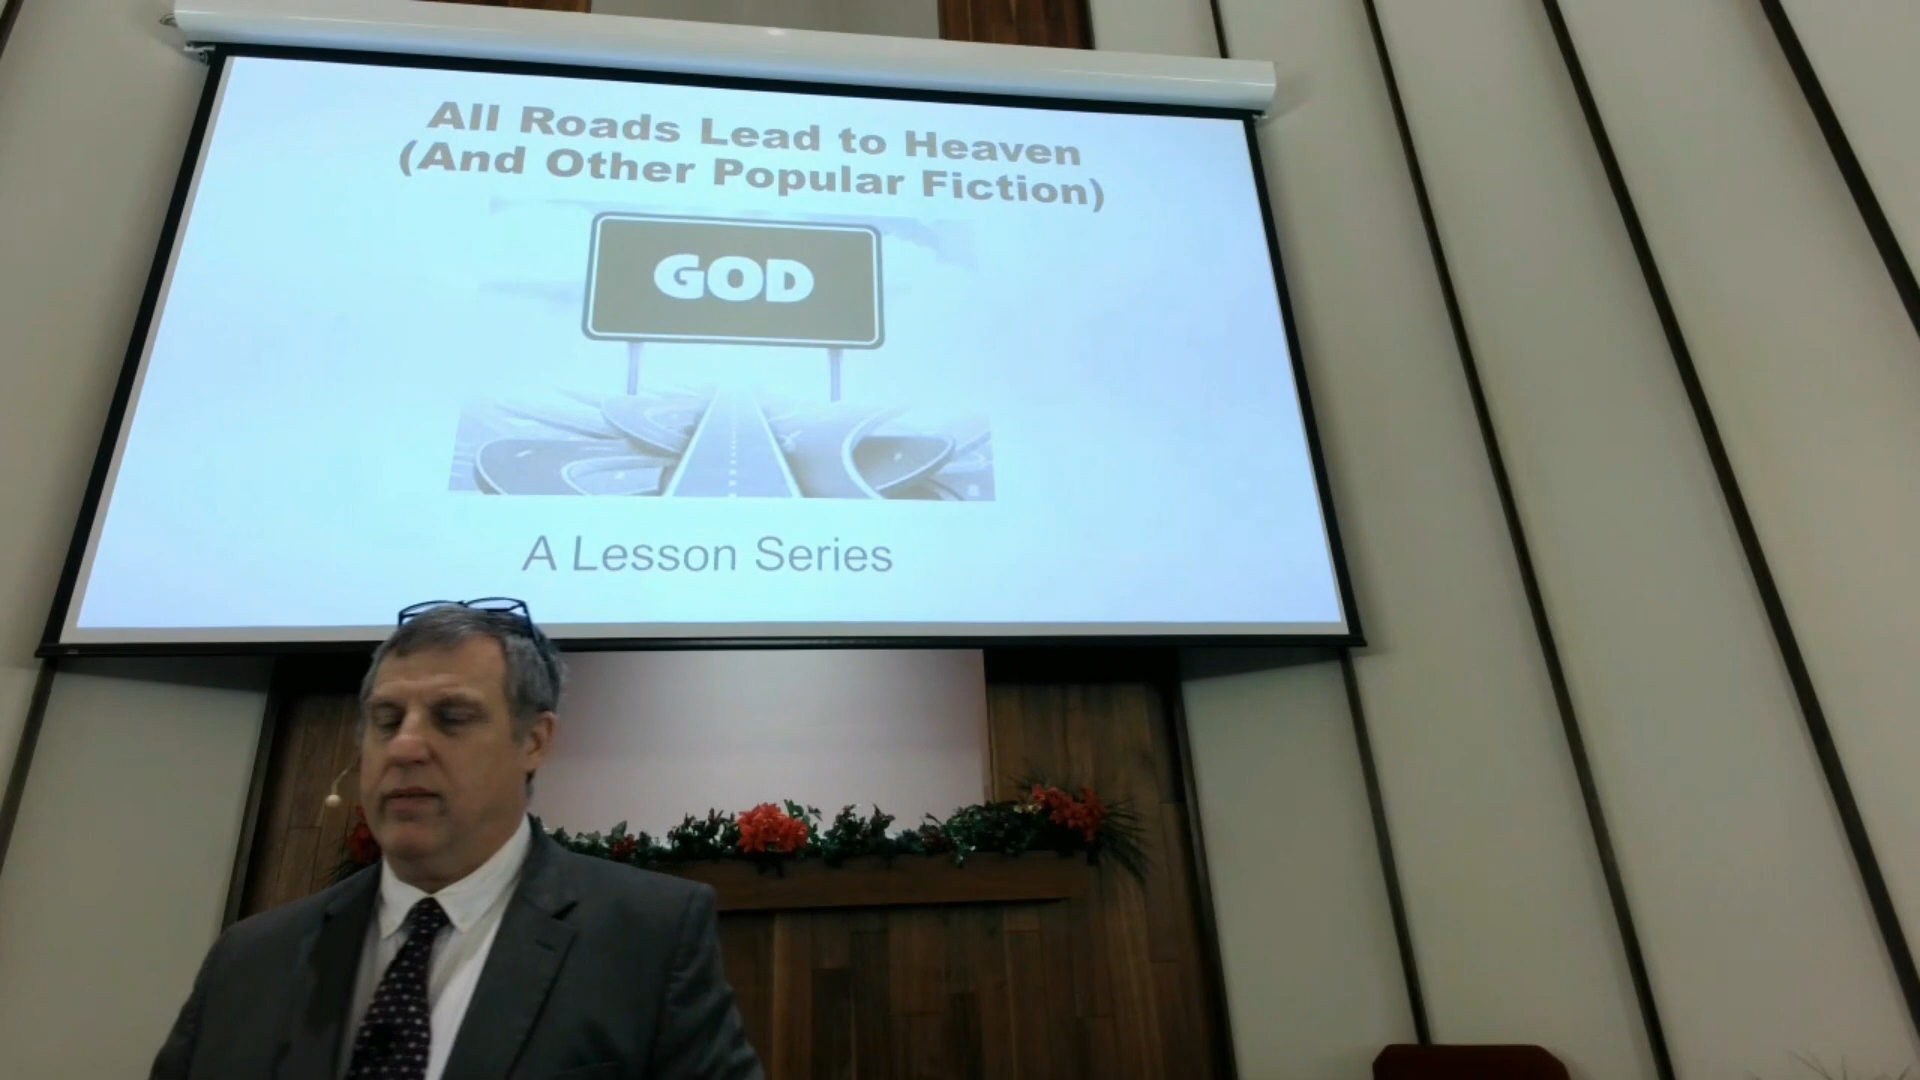 All Roads Lead to Heaven
(And Other Popular Fiction)
GOD
A Lesson Series